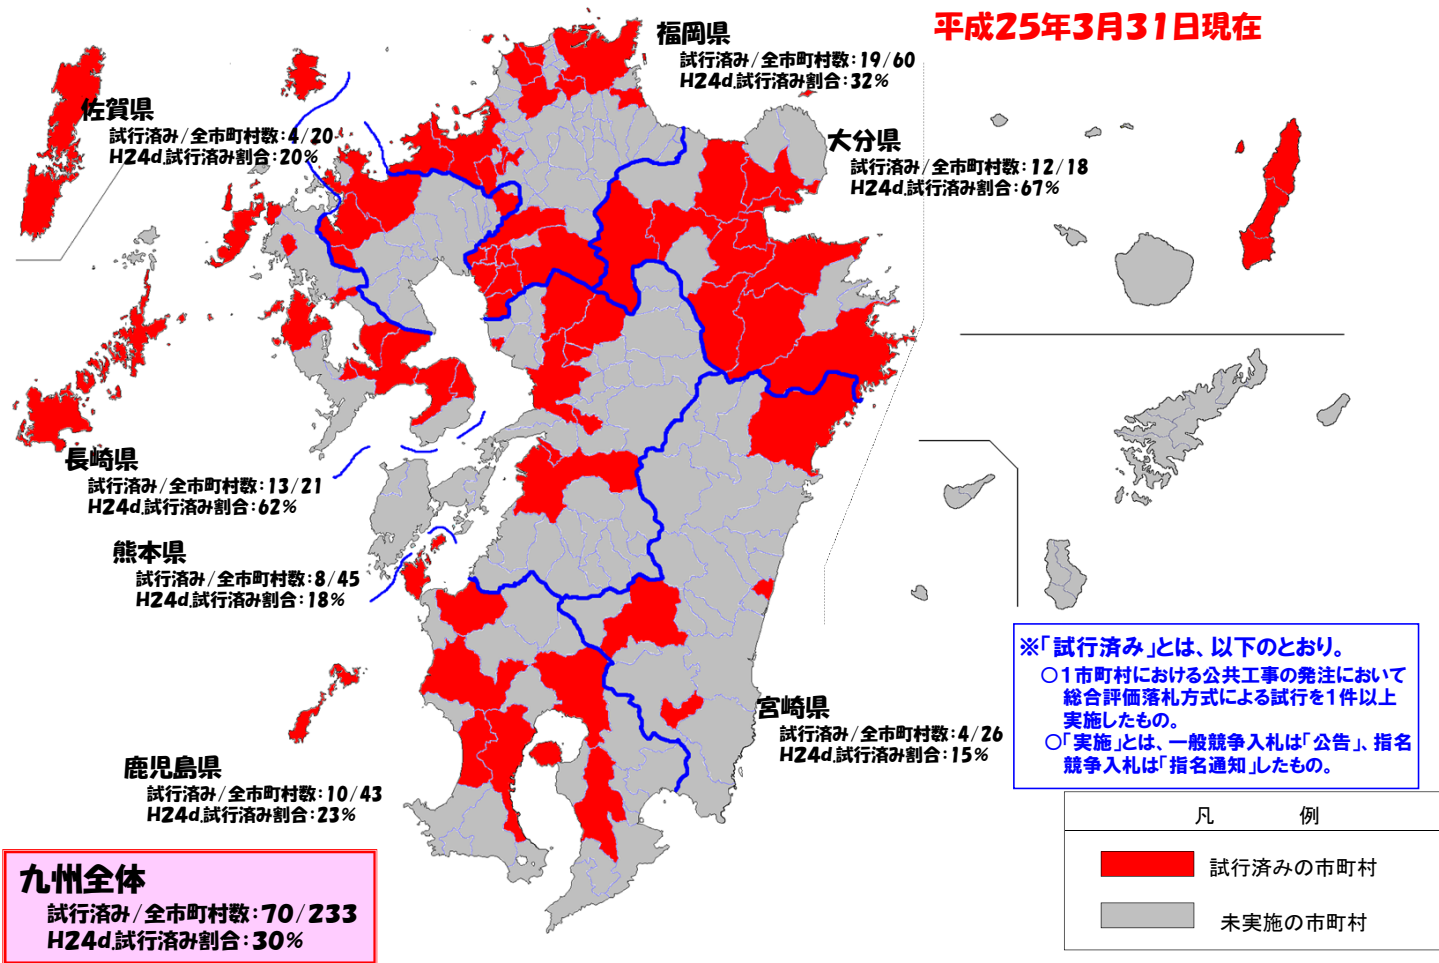 平成25年3月31日現在
福岡県
試行済み/全市町村数:19/60
H24d.試行済み割合:32%
佐賀県
試行済み/全市町村数:4/20
H24d.試行済み割合:20%
大分県
試行済み/全市町村数:12/18
H24d.試行済み割合:67%
長崎県
試行済み/全市町村数:13/21
H24d.試行済み割合:62%
熊本県
試行済み/全市町村数:8/45
H24d.試行済み割合:18%
宮崎県
試行済み/全市町村数:4/26
H24d.試行済み割合:15%
鹿児島県
試行済み/全市町村数:10/43
H24d.試行済み割合:23%
九州全体
試行済み/全市町村数:70/233
H24d.試行済み割合:30%
※「試行済み」とは、以下のとおり。
○1市町村における公共工事の発注において
総合評価落札方式による試行を1件以上
実施したもの。
○「実施」とは、一般競争入札は「公告」、指名
競争入札は「指名通知」したもの。
凡 例
試行済みの市町村
未実施の市町村